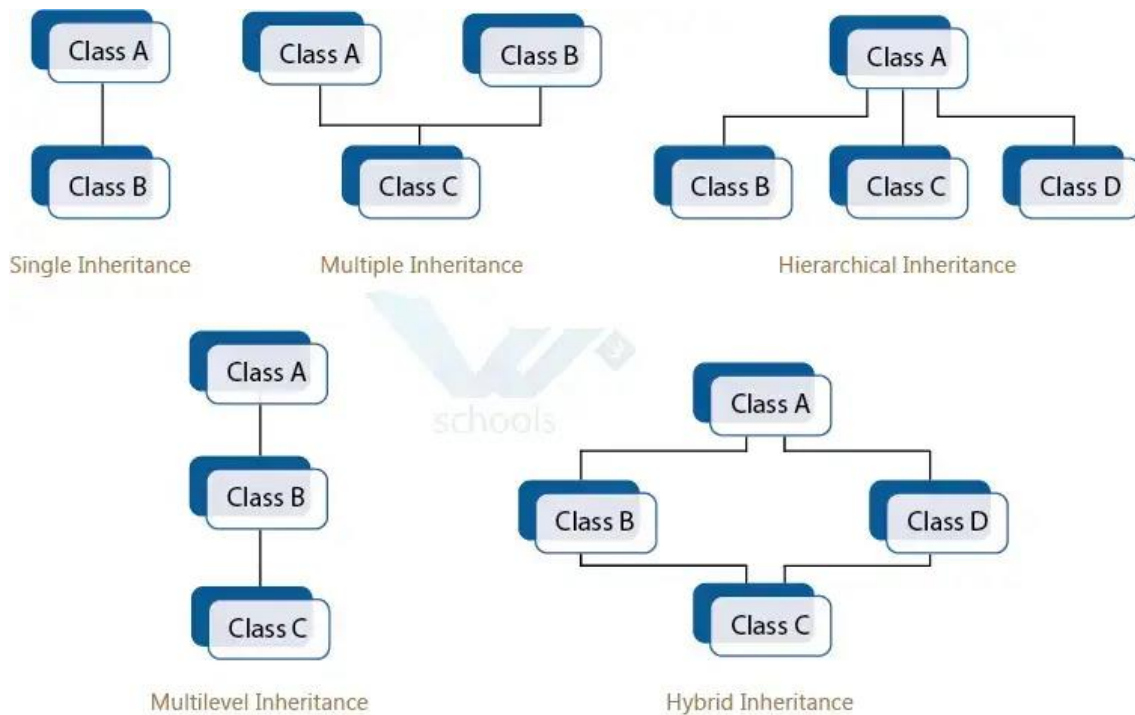 Class A
Class B
Single Inheritance
Class A
Class B
Class C
Multiple Inheritance
Class A
Class B
Class C
Class D
Hierarchical Inheritance
schools
Class A
Class B
Class C
Multilevel Inheritance
Class A
Class B
Class D
Class C
Hybrid Inheritance